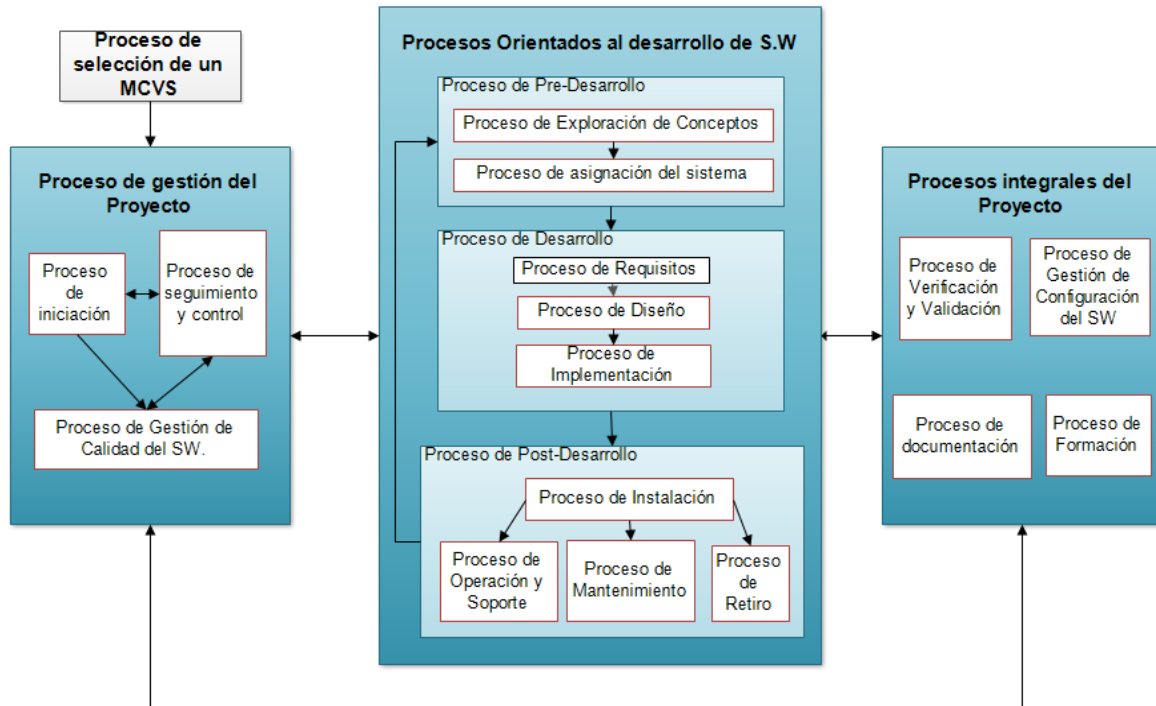 Proceso de
selección de un
MCVS
Proceso de gestión del
Proyecto
Proceso
de
iniciación
Proceso de
seguimiento
y control
Proceso de Gestión de
Calidad del SW.
Procesos Orientados al desarrollo de S.W
Proceso de Pre-Desarrollo
Proceso de Exploración de Conceptos
Proceso de asignación del sistema
Proceso de Desarrollo
Proceso de Requisitos
Proceso de Diseño
Proceso de
Implementación
Proceso de Post-Desarrollo
Proceso de Instalación
Proceso de
Operación y
Soporte
Proceso de
Mantenimiento
Proceso
de
Retiro
Procesos integrales del
Proyecto
Proceso de
Verificación
y Validación
Proceso de
Gestión de
Configuración
del SW
Proceso de
documentación
Proceso de
Formación